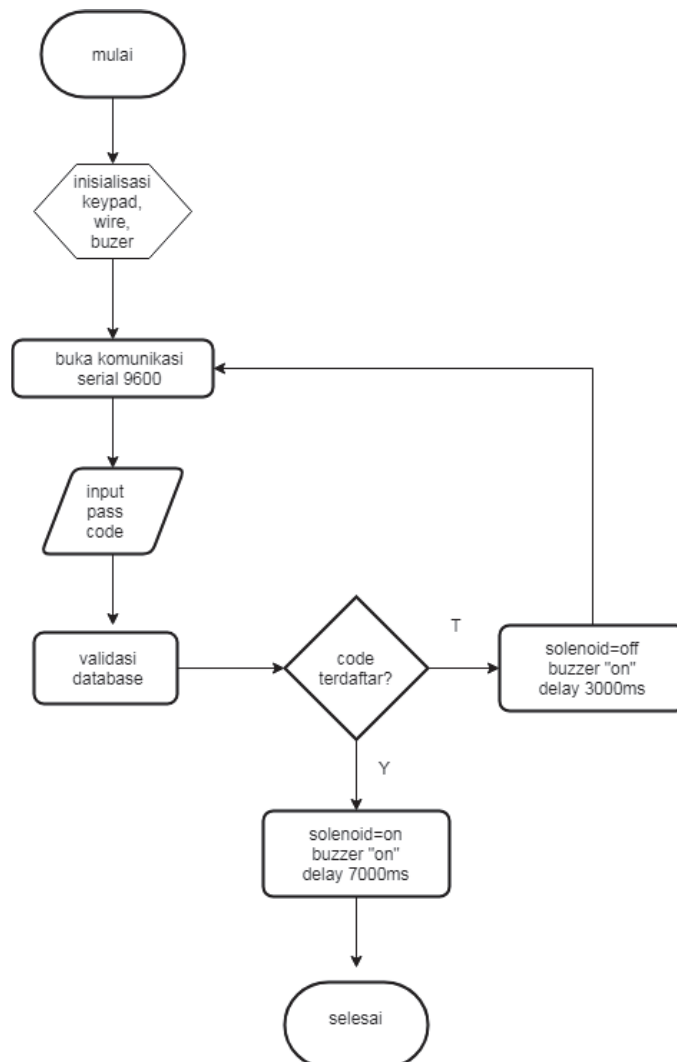 mulai
inisialisasi
keypad,
wire,
buzer
buka komunikasi
serial 9600
input
pass
code
validasi
database
code
terdaftar?
T
solenoid=off
buzzer "on"
delay 3000ms
Y
solenoid=on
buzzer "on"
delay 7000ms
selesai